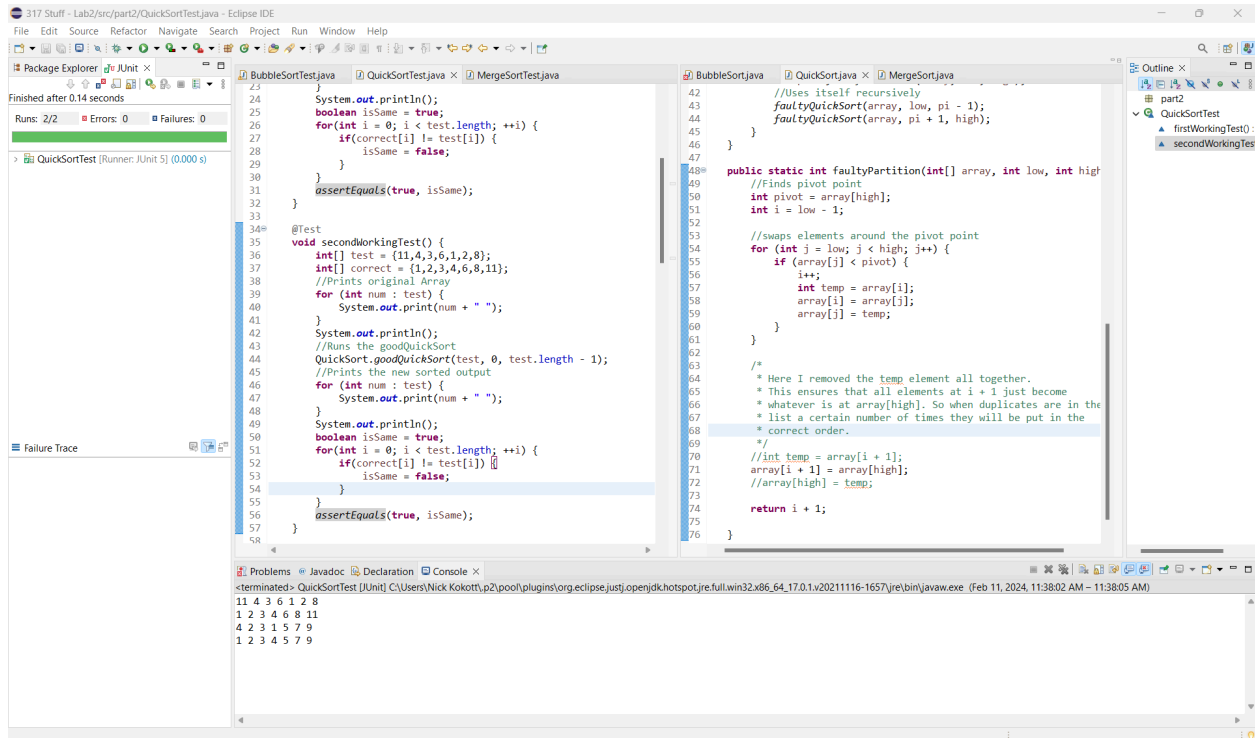 317 Stuff - Lab2/src/part2/QuickSortTest.java - Eclipse IDE
File Edit Source Refactor Navigate Search Project Run Window Help
Package Explorer JUnit
Finished after 0.14 seconds
Runs: 2/2 Errors: 0 Failures: 0
QuickSortTest [Runner: JUnit 5] (0.000 s)
Failure Trace
BubbleSortTest.java QuickSortTest.java MergeSortTest.java
23 }
24 System.out.println();
25 boolean isSame = true;
26 for(int i = 0; i < test.length; ++i) {
27 if(correct[i] != test[i]) {
28 isSame = false;
29 }
30 }
31 assertEquals(true, isSame);
32 }
33
34 @Test
35 void secondWorkingTest() {
36 int[] test = {11,4,3,6,1,2,8};
37 int[] correct = {1,2,3,4,6,8,11};
38 //Prints original Array
39 for (int num : test) {
40 System.out.print(num + " ");
41 }
42 System.out.println();
43 //Runs the goodQuickSort
44 QuickSort.goodQuickSort(test, 0, test.length - 1);
45 //Prints the new sorted output
46 for (int num : test) {
47 System.out.print(num + " ");
48 }
49 System.out.println();
50 boolean isSame = true;
51 for(int i = 0; i < test.length; ++i) {
52 if(correct[i] != test[i]) {
53 isSame = false;
54 }
55 }
56 assertEquals(true, isSame);
57 }
58
BubbleSort.java QuickSort.java MergeSort.java
42 //Uses itself recursively
43 faultyQuickSort(array, low, pi - 1);
44 faultyQuickSort(array, pi + 1, high);
45 }
46 }
47
48 public static int faultyPartition(int[] array, int low, int high
49 //Finds pivot point
50 int pivot = array[high];
51 int i = low - 1;
52
53 //swaps elements around the pivot point
54 for (int j = low; j < high; j++) {
55 if (array[j] < pivot) {
56 i++;
57 int temp = array[i];
58 array[i] = array[j];
59 array[j] = temp;
60 }
61 }
62
63 /*
64 * Here I removed the temp element all together.
65 * This ensures that all elements at i + 1 just become
66 * whatever is at array[high]. So when duplicates are in the
67 * list a certain number of times they will be put in the
68 * correct order.
69 */
70 //int temp = array[i + 1];
71 array[i + 1] = array[high];
72 //array[high] = temp;
73
74 return i + 1;
75
76 }
Outline
part2
QuickSortTest
firstWorkingTest() :
secondWorkingTest
Problems Javadoc Declaration Console
<terminated> QuickSortTest [JUnit] C:\Users\Nick Kokott\.p2\pool\plugins\org.eclipse.justj.openjdk.hotspot.jre.full.win32.x86_64_17.0.1.v20211116-1657\jre\bin\javaw.exe (Feb 11, 2024, 11:38:02 AM – 11:38:05 AM)
11 4 3 6 1 2 8
1 2 3 4 6 8 11
4 2 3 1 5 7 9
1 2 3 4 5 7 9